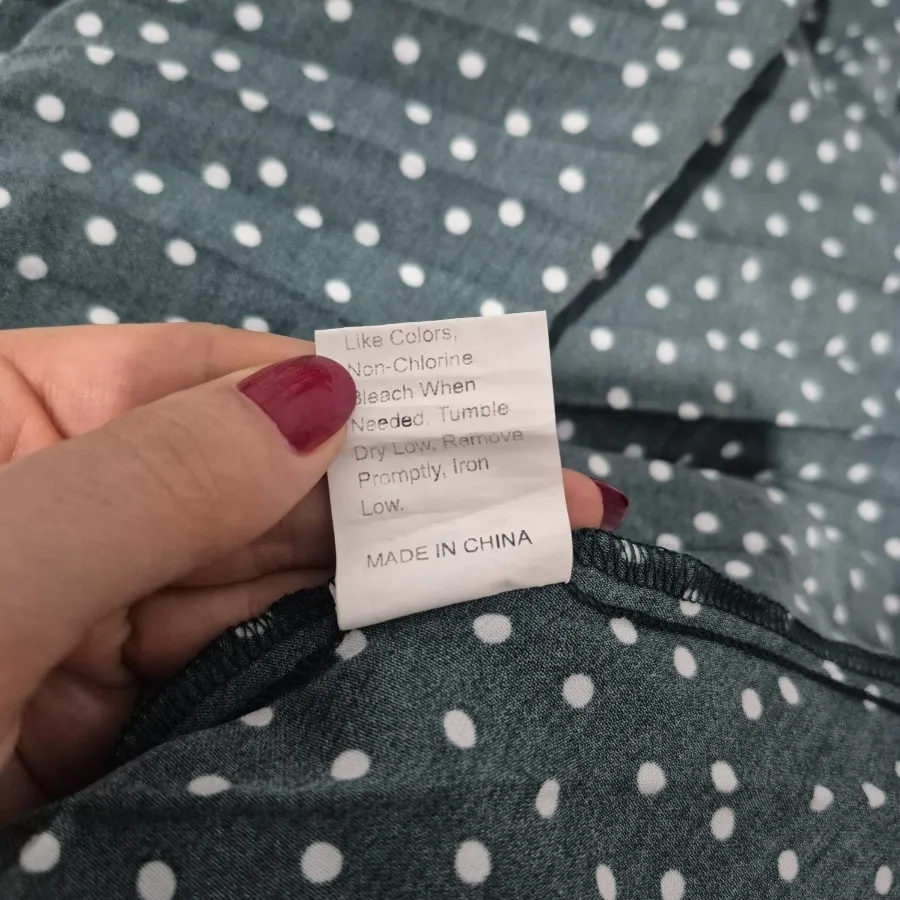 Like Colors,
Non-Chlorine
Bleach When
Needed, Tumble
Dry Low, Remove
Promptly, Iron
Low.
MADE IN CHINA